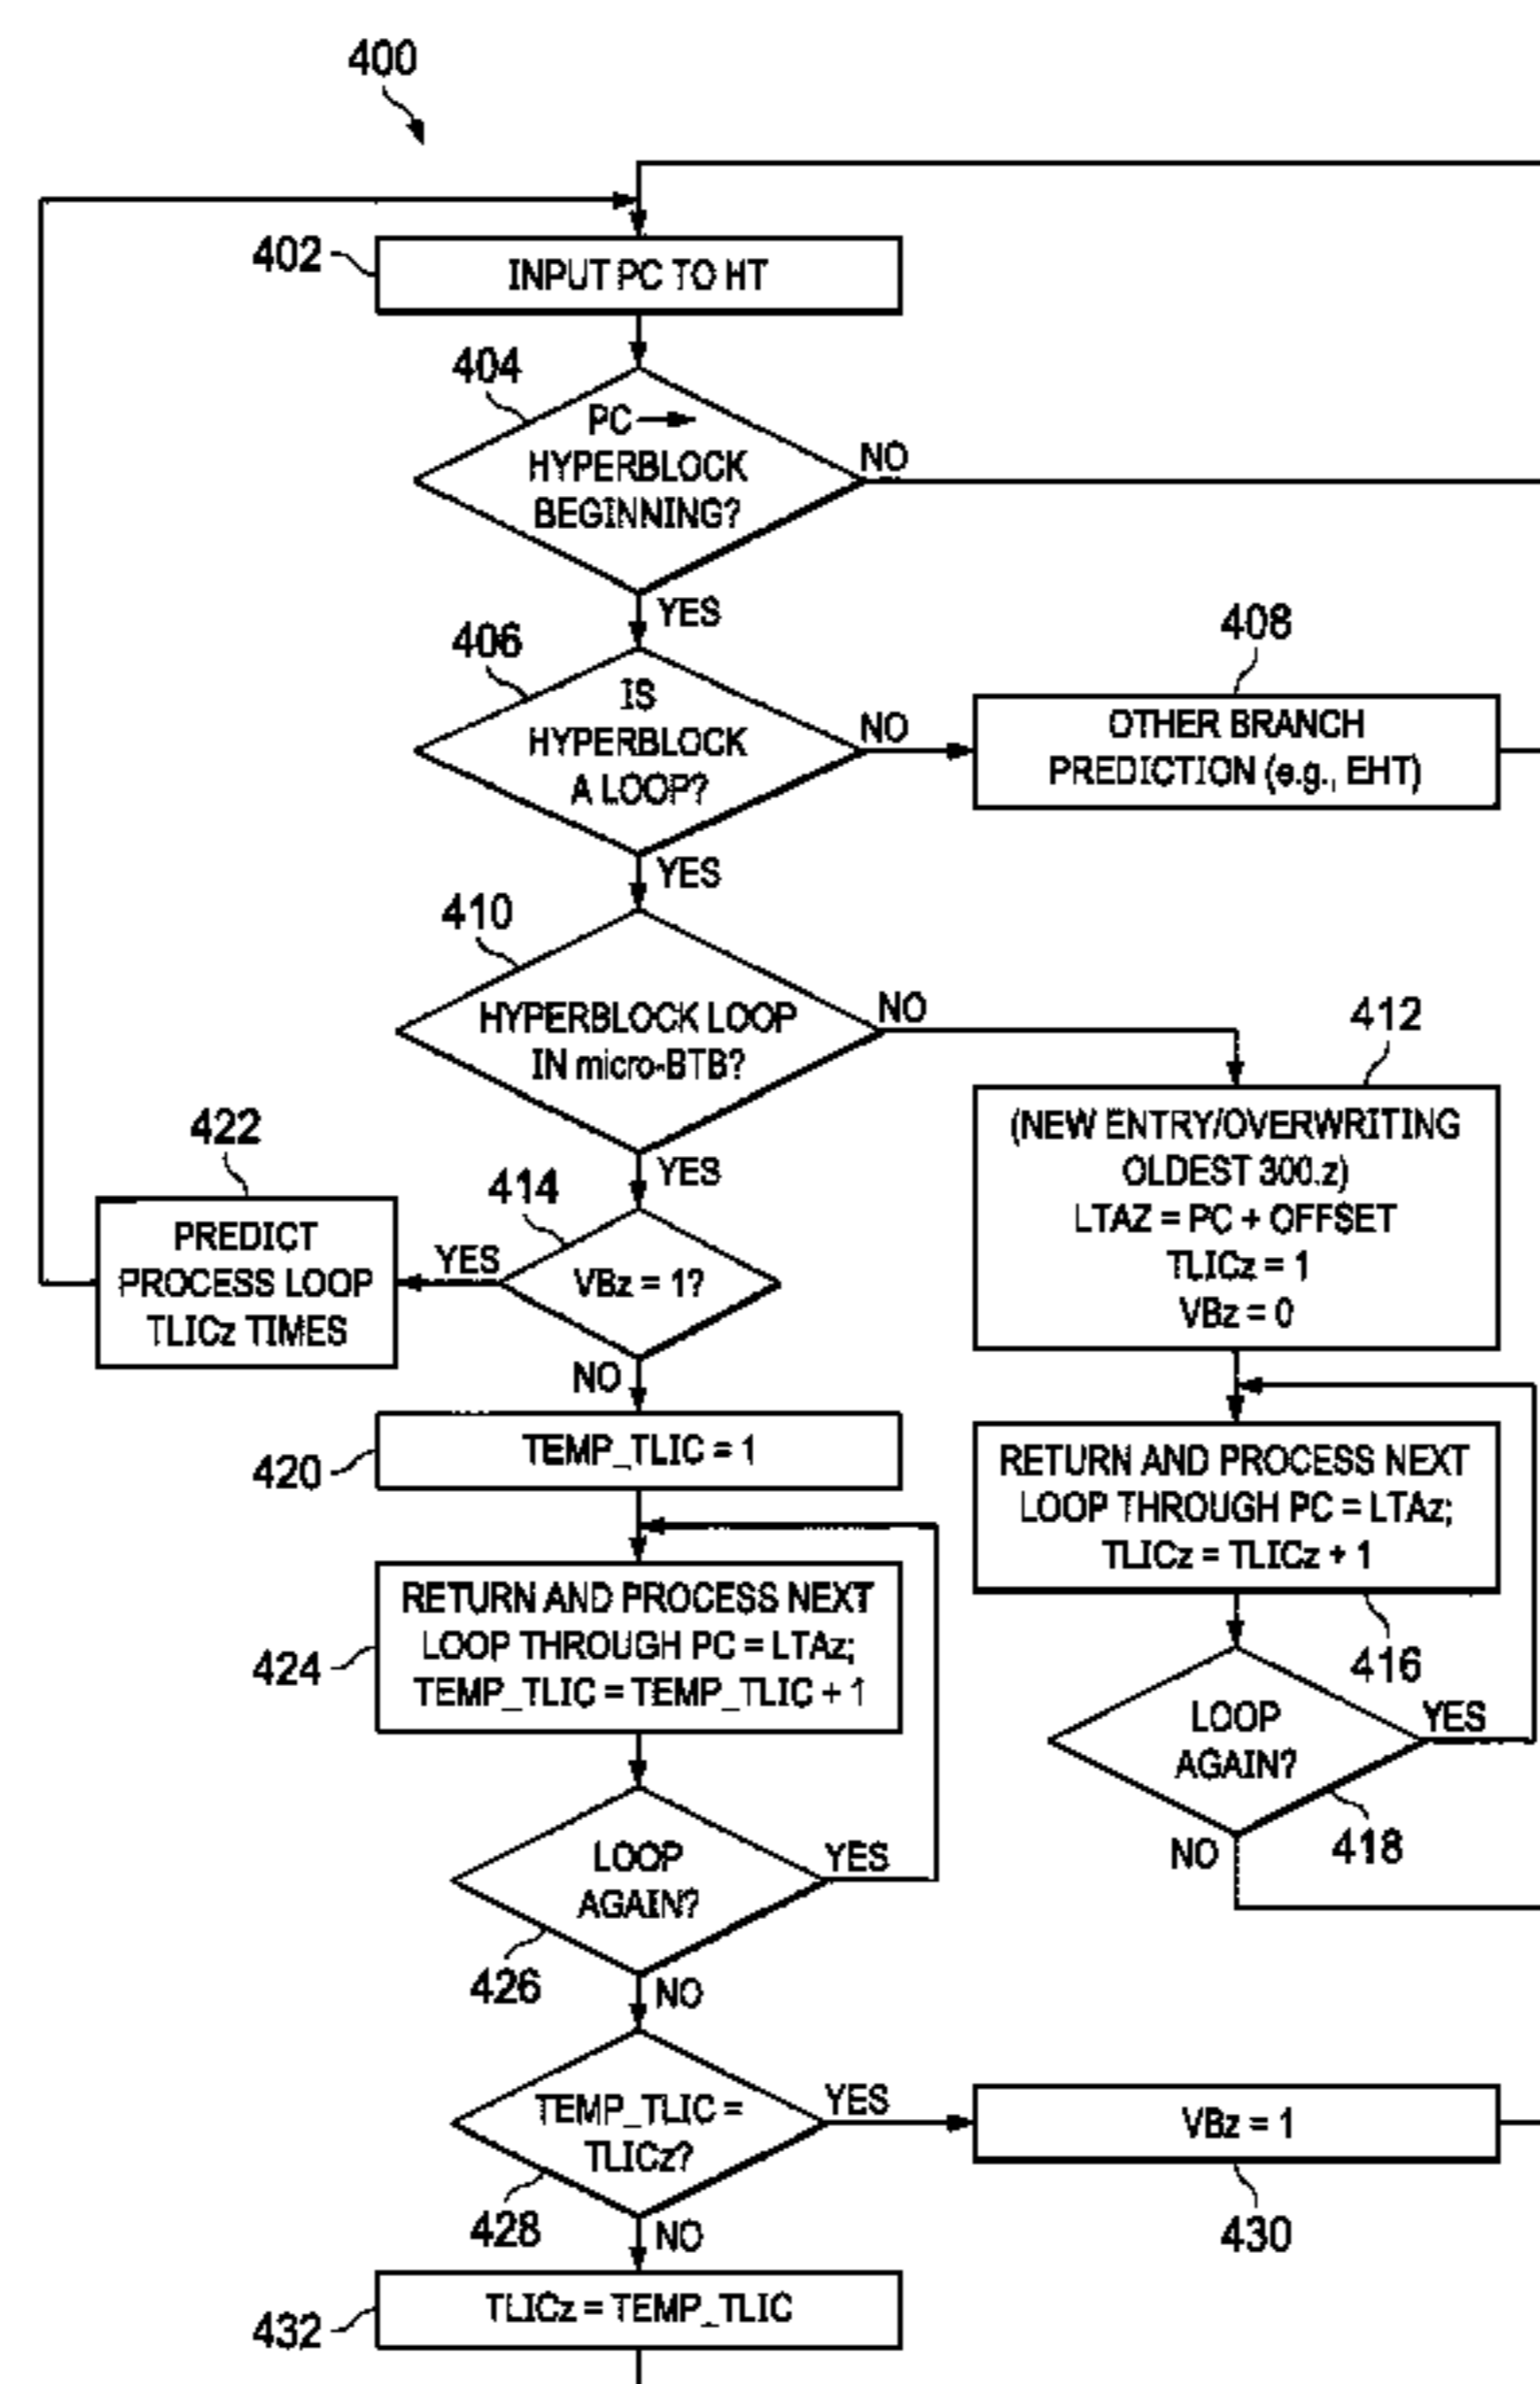 400
402
INPUT PC TO HT
404
PC
HYPERBLOCK
BEGINNING?
NO
YES
406
IS
HYPERBLOCK
A LOOP?
NO
408
OTHER BRANCH
PREDICTION (e.g., EHT)
YES
410
HYPERBLOCK LOOP
IN micro-BTB?
NO
412
(NEW ENTRY/OVERWRITING
OLDEST 300.z)
LTAZ = PC + OFFSET
TLICz = 1
VBz = 0
YES
414
VBz = 1?
YES
422
PREDICT
PROCESS LOOP
TLICz TIMES
NO
420
TEMP_TLIC = 1
RETURN AND PROCESS NEXT
LOOP THROUGH PC = LTAz;
TLICz = TLICz + 1
416
424
RETURN AND PROCESS NEXT
LOOP THROUGH PC = LTAz;
TEMP_TLIC = TEMP_TLIC + 1
LOOP
AGAIN?
YES
418
NO
LOOP
AGAIN?
YES
426
NO
TEMP_TLIC =
TLICz?
YES
428
VBz = 1
430
NO
432
TLICz = TEMP_TLIC